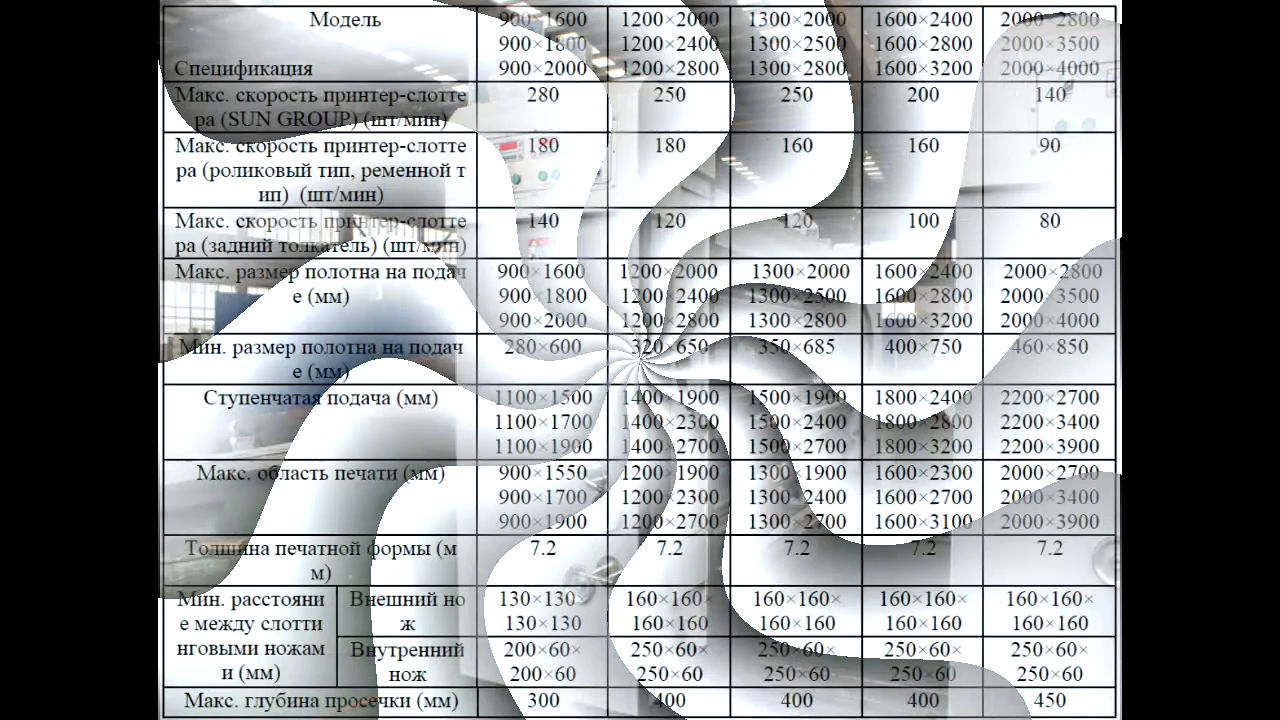 Модель 900×1600 1200×2000 1300×2000 1600×2400 2000×2800
900×1800 1200×2400 1300×2500 1600×2800 2000×3500
Спецификация 900×2000 1200×2800 1300×2800 1600×3200 2000×4000
Макс. скорость принтер-слотте 280 250 250 200 140
ра (SUN GROUP) (шт/мин)
Макс. скорость принтер-слотте 180 180 160 160 90
ра (роликовый тип, ременной т
ип) (шт/мин)
Макс. скорость принтер-слотте 140 120 120 100 80
ра (задний толкатель) (шт/мин)
Макс. размер полотна на подач 900×1600 1200×2000 1300×2000 1600×2400 2000×2800
е (мм) 900×1800 1200×2400 1300×2500 1600×2800 2000×3500
900×2000 1200×2800 1300×2800 1600×3200 2000×4000
Мин. размер полотна на подач 280×600 320×650 350×685 400×750 460×850
е (мм)
Ступенчатая подача (мм) 1100×1500 1400×1900 1500×1900 1800×2400 2200×2700
1100×1700 1400×2300 1500×2400 1800×2800 2200×3400
1100×1900 1400×2700 1500×2700 1800×3200 2200×3900
Макс. область печати (мм) 900×1550 1200×1900 1300×1900 1600×2300 2000×2700
900×1700 1200×2300 1300×2400 1600×2700 2000×3400
900×1900 1200×2700 1300×2700 1600×3100 2000×3900
Толщина печатной формы (м 7.2 7.2 7.2 7.2 7.2
м)
Мин. расстояни Внешний но 130×130× 160×160× 160×160× 160×160× 160×160×
е между слотти ж 130×130 160×160 160×160 160×160 160×160
нговыми ножам Внутренний 200×60× 250×60× 250×60× 250×60× 250×60×
и (мм) нож 200×60 250×60 250×60 250×60 250×60
Макс. глубина просечки (мм) 300 400 400 400 450